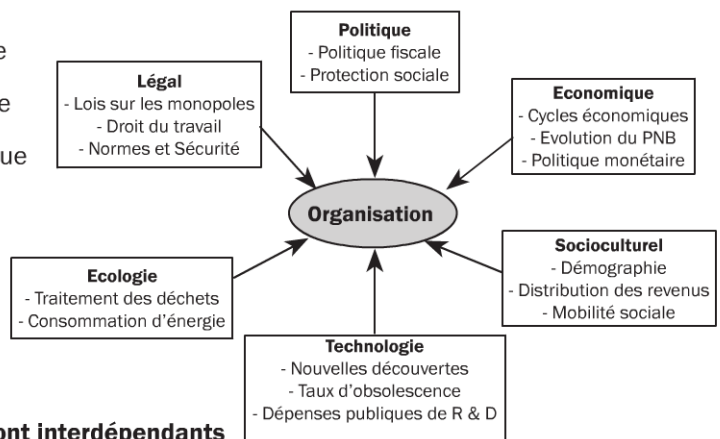 e
e
ue
Politique
- Politique fiscale
- Protection sociale
Légal
- Lois sur les monopoles
- Droit du travail
- Normes et Sécurité
Economique
- Cycles économiques
- Evolution du PNB
- Politique monétaire
Organisation
Ecologie
- Traitement des déchets
- Consommation d'énergie
Socioculturel
- Démographie
- Distribution des revenus
- Mobilité sociale
Technologie
- Nouvelles découvertes
- Taux d'obsolescence
- Dépenses publiques de R & D
ont interdépendants